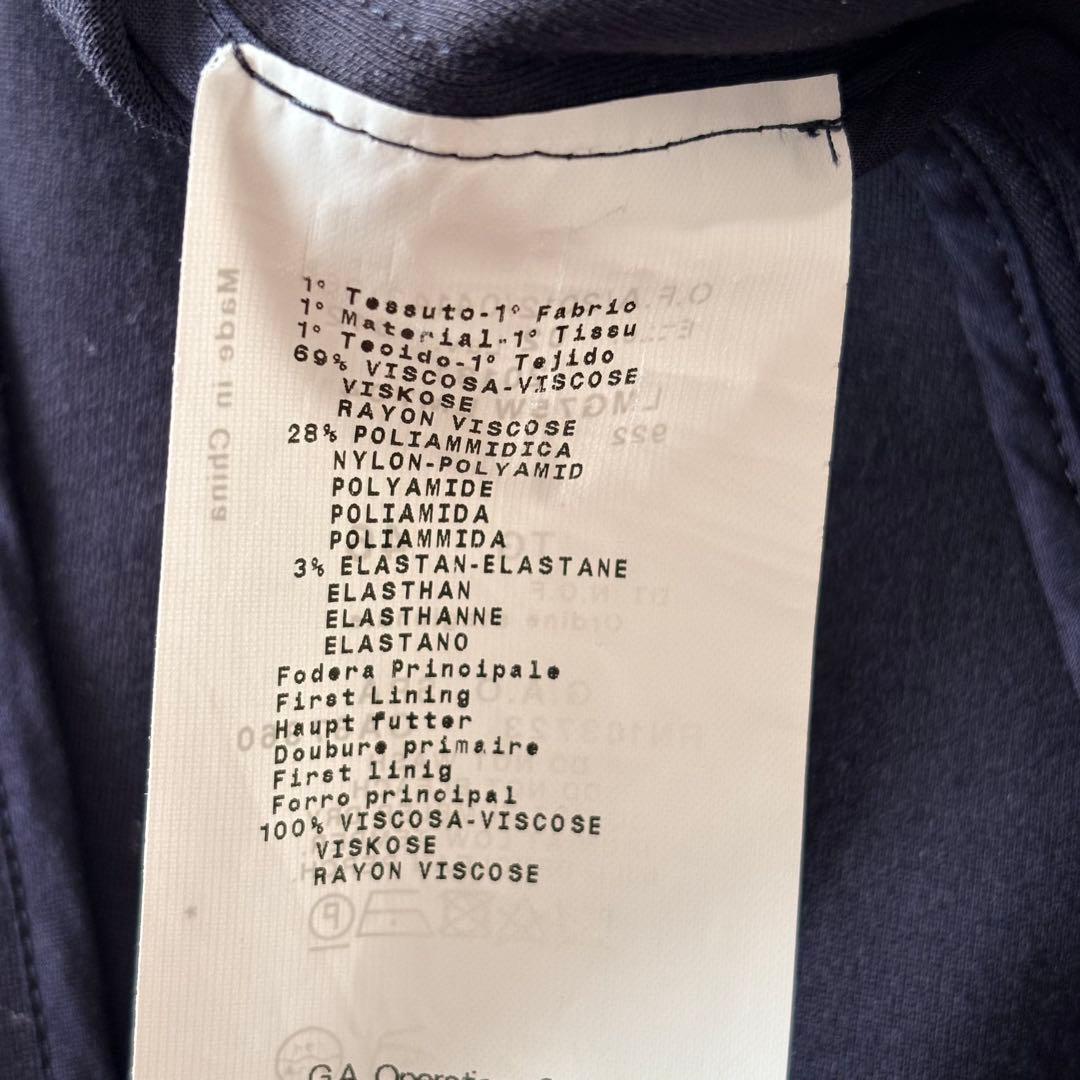 1° Tessuto-1° Fabric
1° Material-1° Tissu
1° Tecido-1° Tejido
69% VISCOSA-VISCOSE
VISKOSE
RAYON VISCOSE
28% POLIAMMIDICA
NYLON-POLYAMID
POLYAMIDE
POLIAMIDA
POLIAMMIDA
3% ELASTAN-ELASTANE
ELASTHAN
ELASTHANNE
ELASTANO
Fodera Principale
First Lining
Haupt futter
Doubure primaire
First linig
Forro principal
100% VISCOSA-VISCOSE
VISKOSE
RAYON VISCOSE
Made in China
G.A.